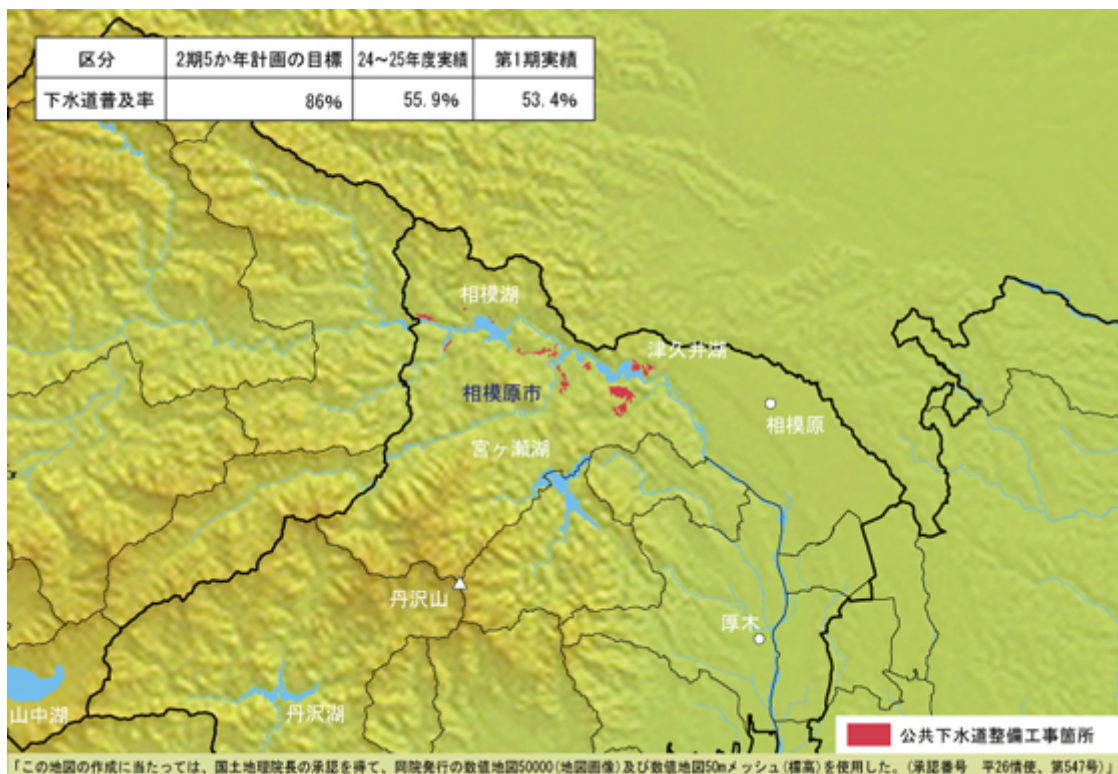 区分 2期5か年計画の目標 24～25年度実績 第1期実績
下水道普及率 86% 55.9% 53.4%
相模湖
津久井湖
相模原市
相模原
宮ヶ瀬湖
丹沢山
厚木
山中湖
丹沢湖
公共下水道整備工事箇所
「この地図の作成に当たっては、国土地理院長の承認を得て、同院発行の数値地図50000(地図画像)及び数値地図50mメッシュ(標高)を使用した。(承認番号 平26情使、第547号)」